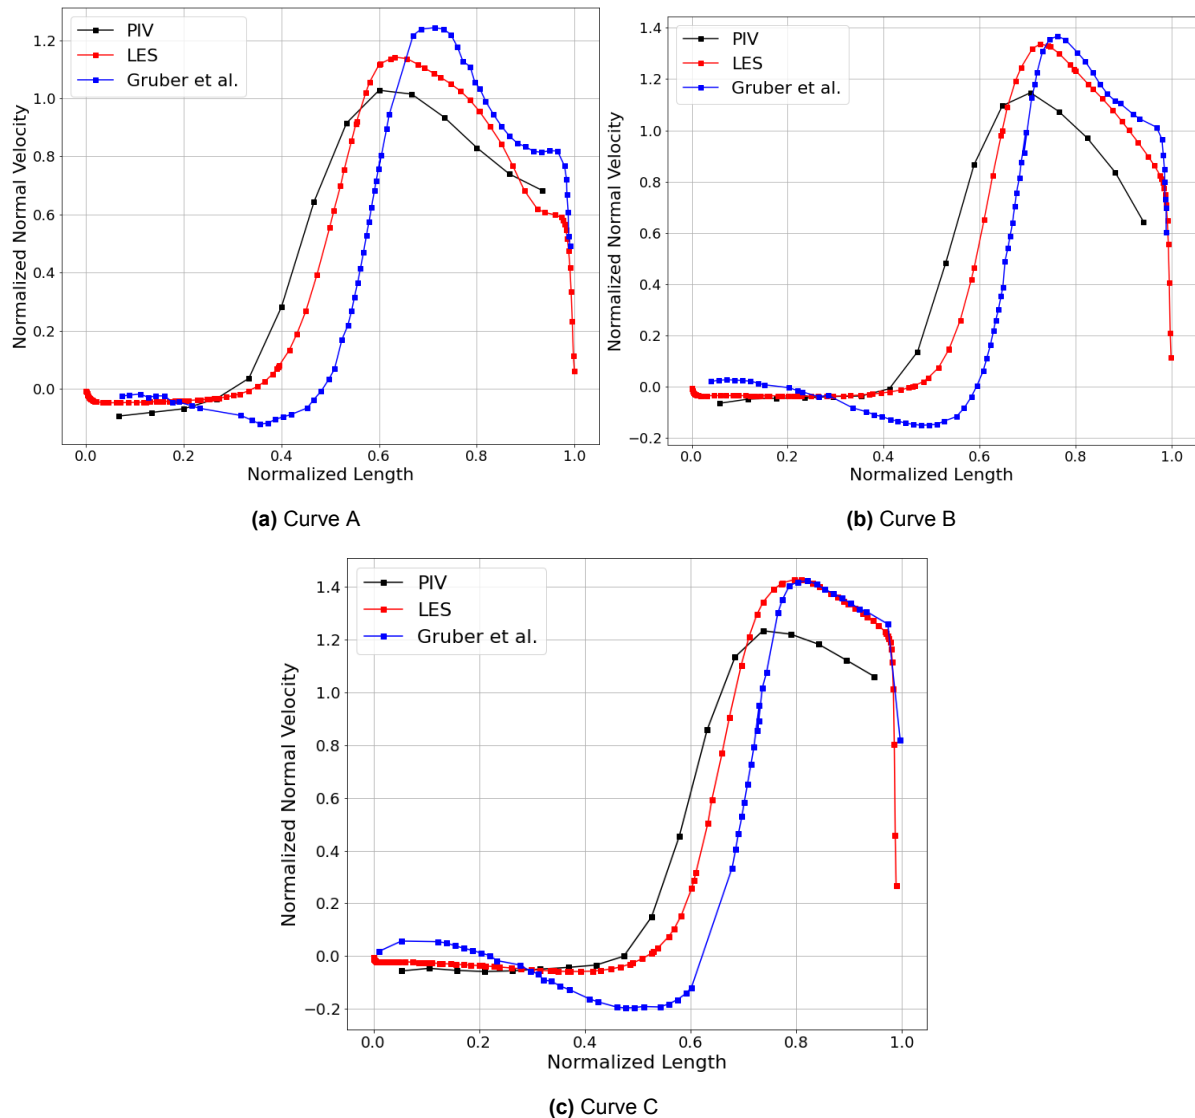 PIV
LES
Gruber et al.
Normalized Normal Velocity
1.2
1.0
0.8
0.6
0.4
0.2
0.0
0.0 0.2 0.4 0.6 0.8 1.0
Normalized Length
(a) Curve A
PIV
LES
Gruber et al.
Normalized Normal Velocity
1.4
1.2
1.0
0.8
0.6
0.4
0.2
0.0
−0.2
0.0 0.2 0.4 0.6 0.8 1.0
Normalized Length
(b) Curve B
PIV
LES
Gruber et al.
Normalized Normal Velocity
1.4
1.2
1.0
0.8
0.6
0.4
0.2
0.0
−0.2
0.0 0.2 0.4 0.6 0.8 1.0
Normalized Length
(c) Curve C